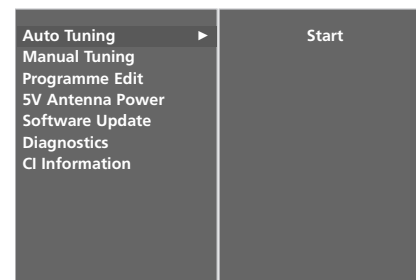 Auto Tuning ► Start
Manual Tuning
Programme Edit
5V Antenna Power
Software Update
Diagnostics
CI Information